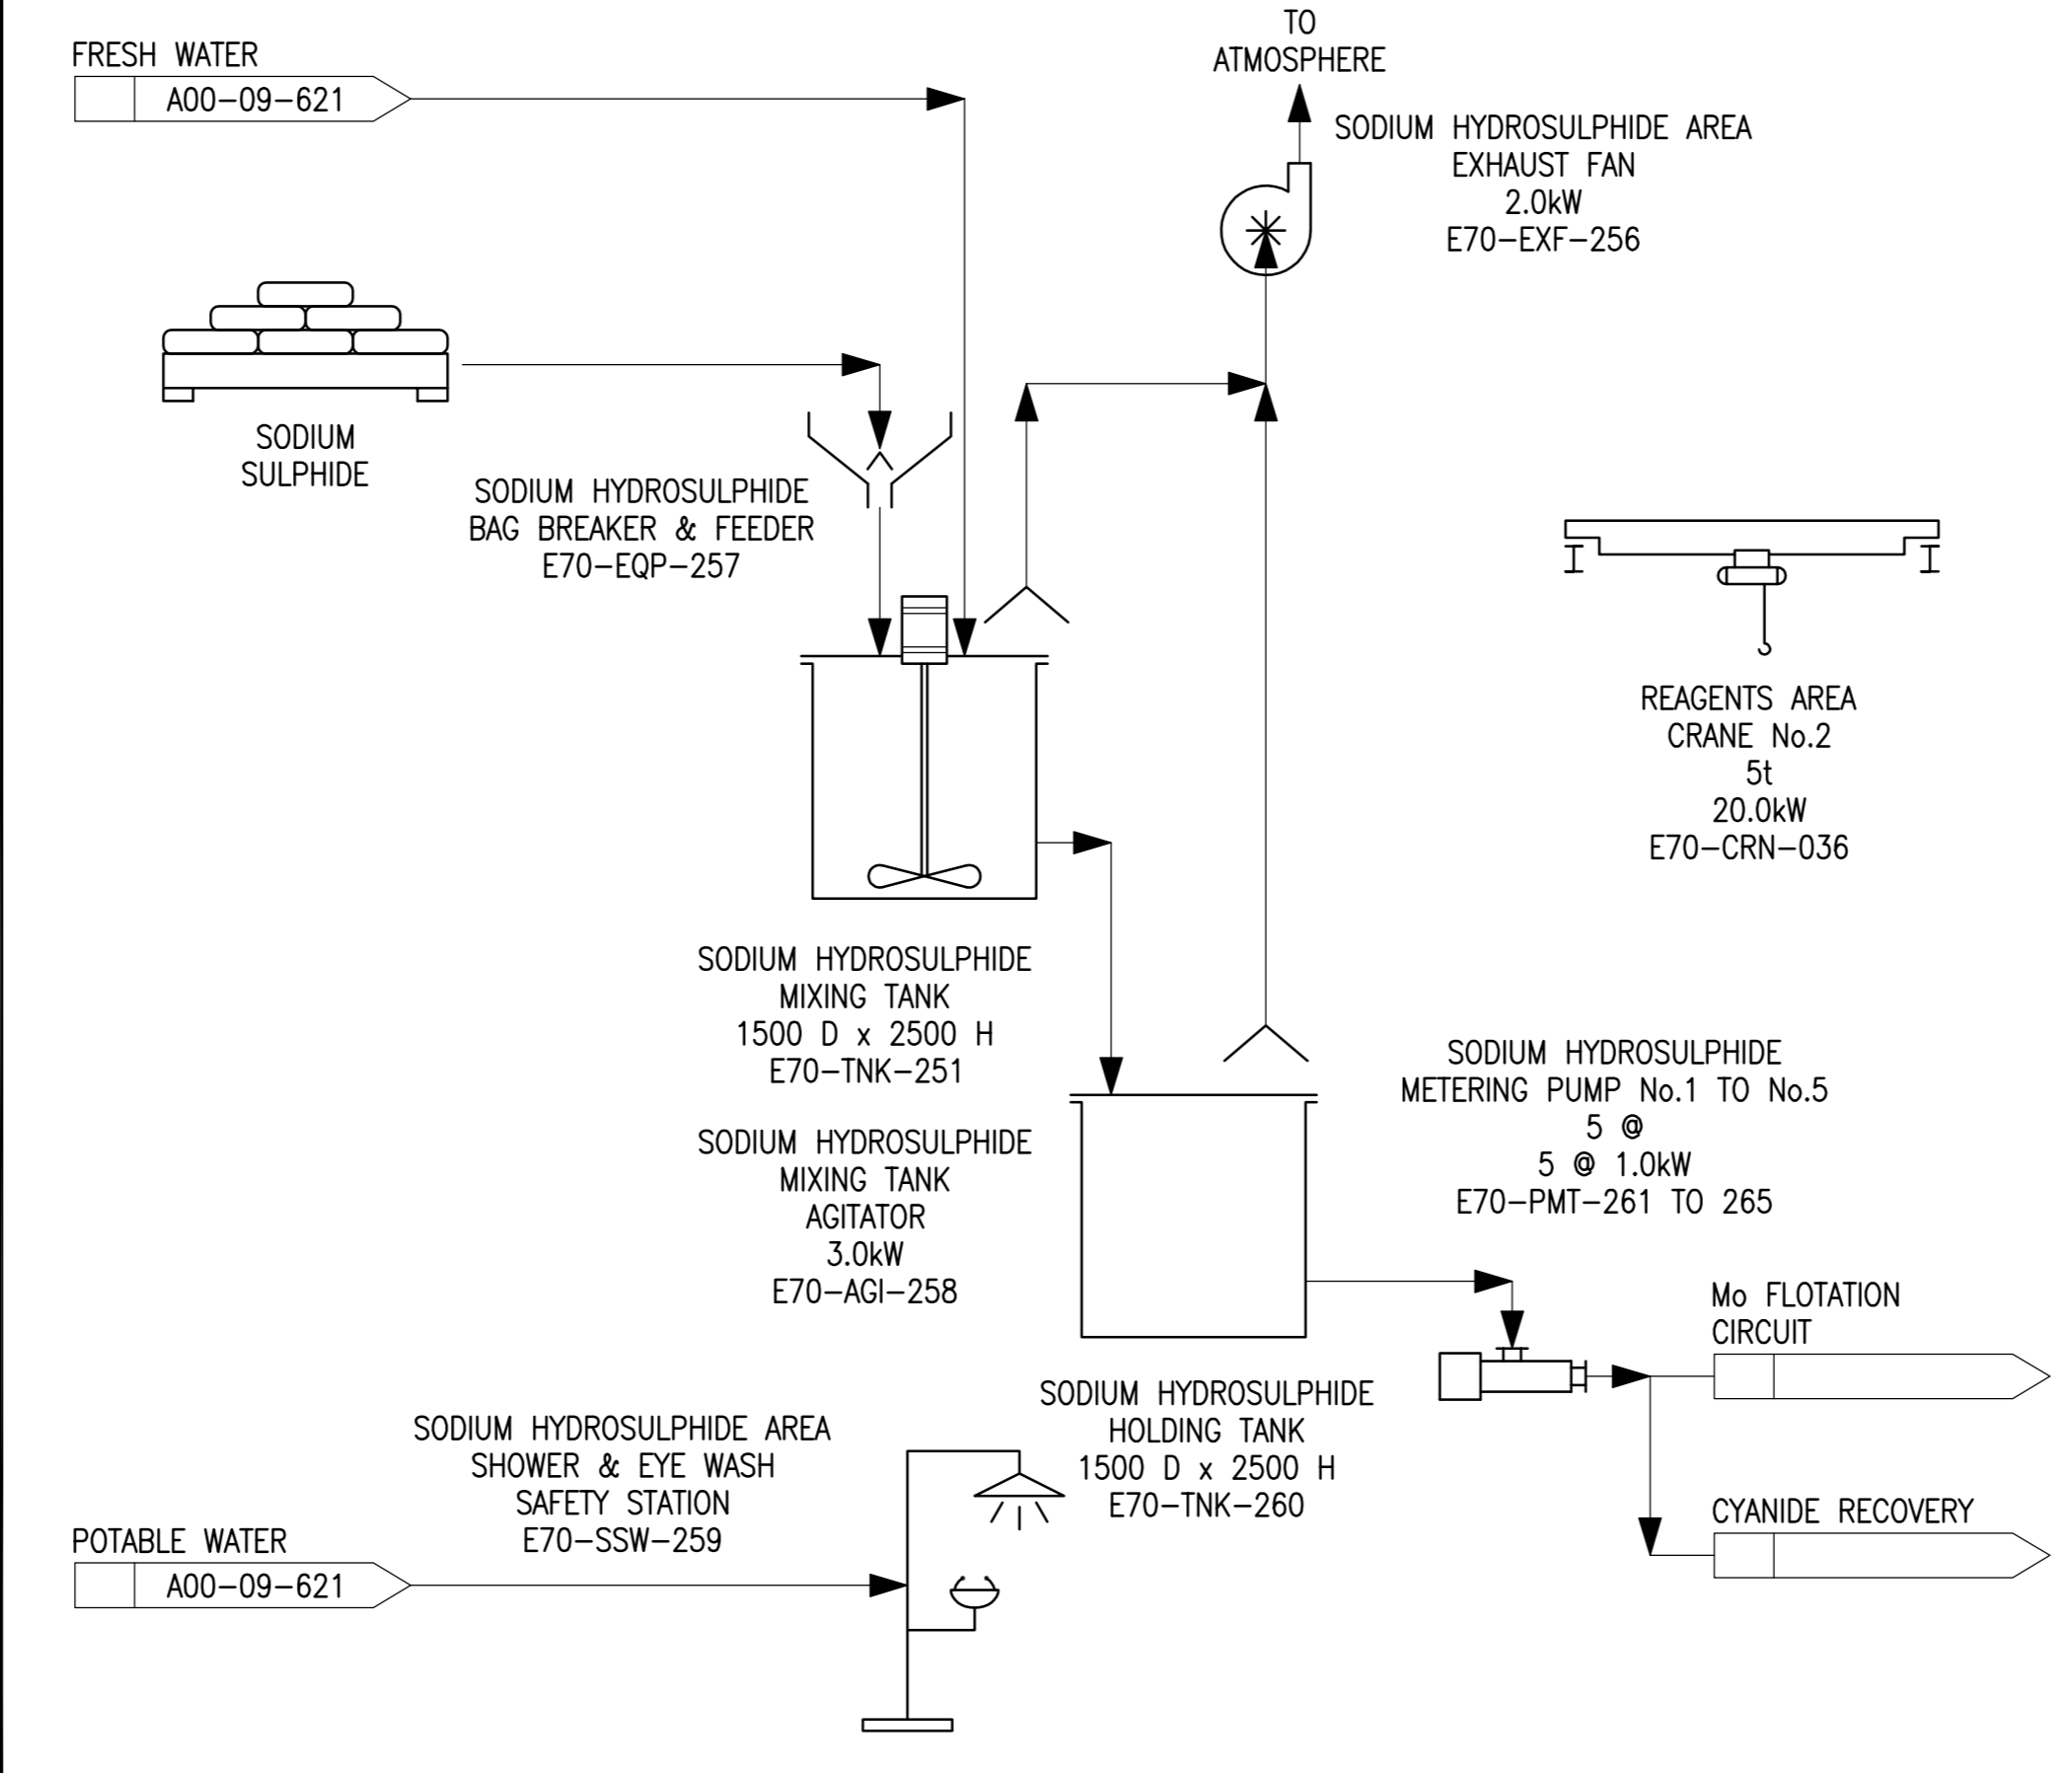 TO
ATMOSPHERE
FRESH WATER
A00-09-621
SODIUM HYDROSULPHIDE AREA
EXHAUST FAN
2.0kW
E70-EXF-256
SODIUM
SULPHIDE
SODIUM HYDROSULPHIDE
BAG BREAKER & FEEDER
E70-EQP-257
REAGENTS AREA
CRANE No.2
5t
20.0kW
E70-CRN-036
SODIUM HYDROSULPHIDE
MIXING TANK
1500 D x 2500 H
E70-TNK-251
SODIUM HYDROSULPHIDE
METERING PUMP No.1 TO No.5
5 @
5 @ 1.0kW
E70-PMT-261 TO 265
SODIUM HYDROSULPHIDE
MIXING TANK
AGITATOR
3.0kW
E70-AGI-258
Mo FLOTATION
CIRCUIT
SODIUM HYDROSULPHIDE
HOLDING TANK
1500 D x 2500 H
E70-TNK-260
SODIUM HYDROSULPHIDE AREA
SHOWER & EYE WASH
SAFETY STATION
E70-SSW-259
CYANIDE RECOVERY
POTABLE WATER
A00-09-621